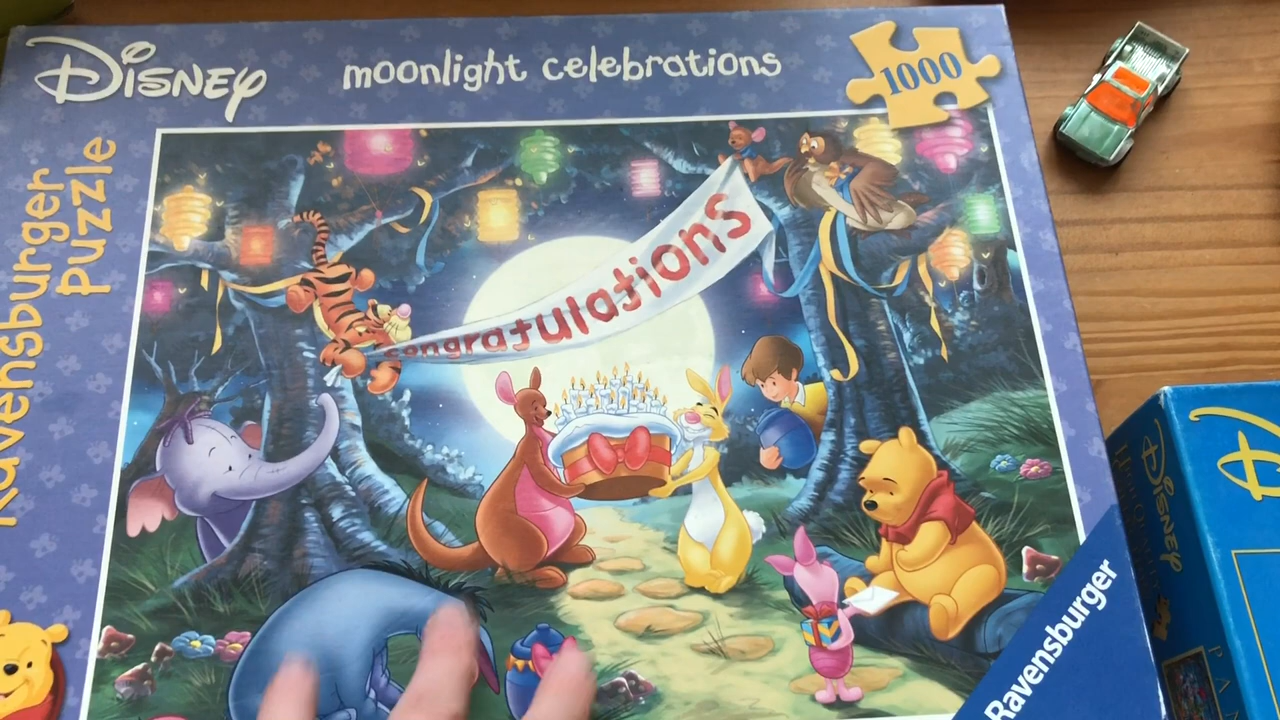 Disney
moonlight celebrations
1000
Ravensburger
Puzzle
congratulations
Ravensburger
Disney